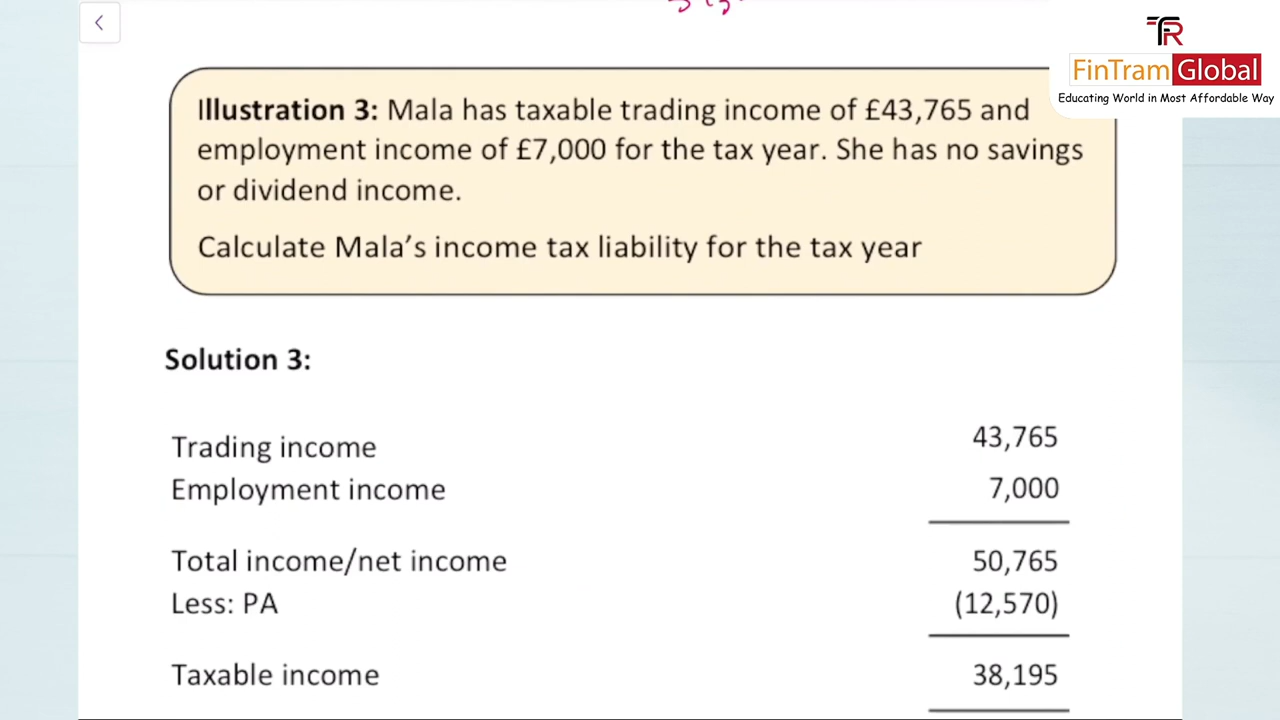 TR
FinTram Global
Educating World in Most Affordable Way
Illustration 3: Mala has taxable trading income of £43,765 and
employment income of £7,000 for the tax year. She has no savings
or dividend income.
Calculate Mala's income tax liability for the tax year
Solution 3:
Trading income 43,765
Employment income 7,000
Total income/net income 50,765
Less: PA (12,570)
Taxable income 38,195